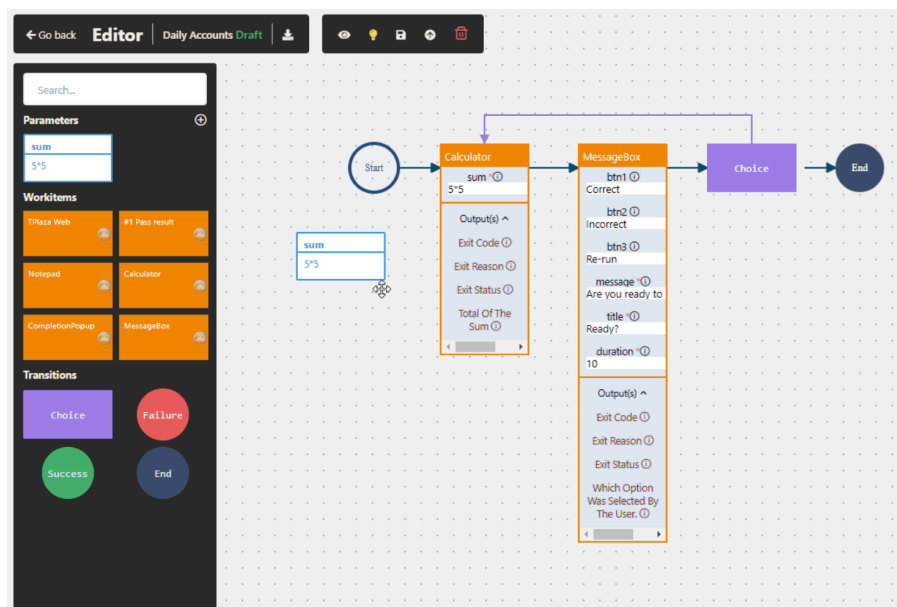 Go back Editor Daily Accounts Draft
Search...
Parameters
sum
5*5
Workitems
TPlaza Web
#1 Pass result
Notepad
Calculator
CompletionPopup
MessageBox
Transitions
Choice
Failure
Success
End
Start
sum
5*5
Calculator
sum *
5*5
Output(s)
Exit Code
Exit Reason
Exit Status
Total Of The
Sum
MessageBox
btn1
Correct
btn2
Incorrect
btn3
Re-run
message *
Are you ready to
title *
Ready?
duration *
10
Output(s)
Exit Code
Exit Reason
Exit Status
Which Option
Was Selected By
The User.
Choice
End